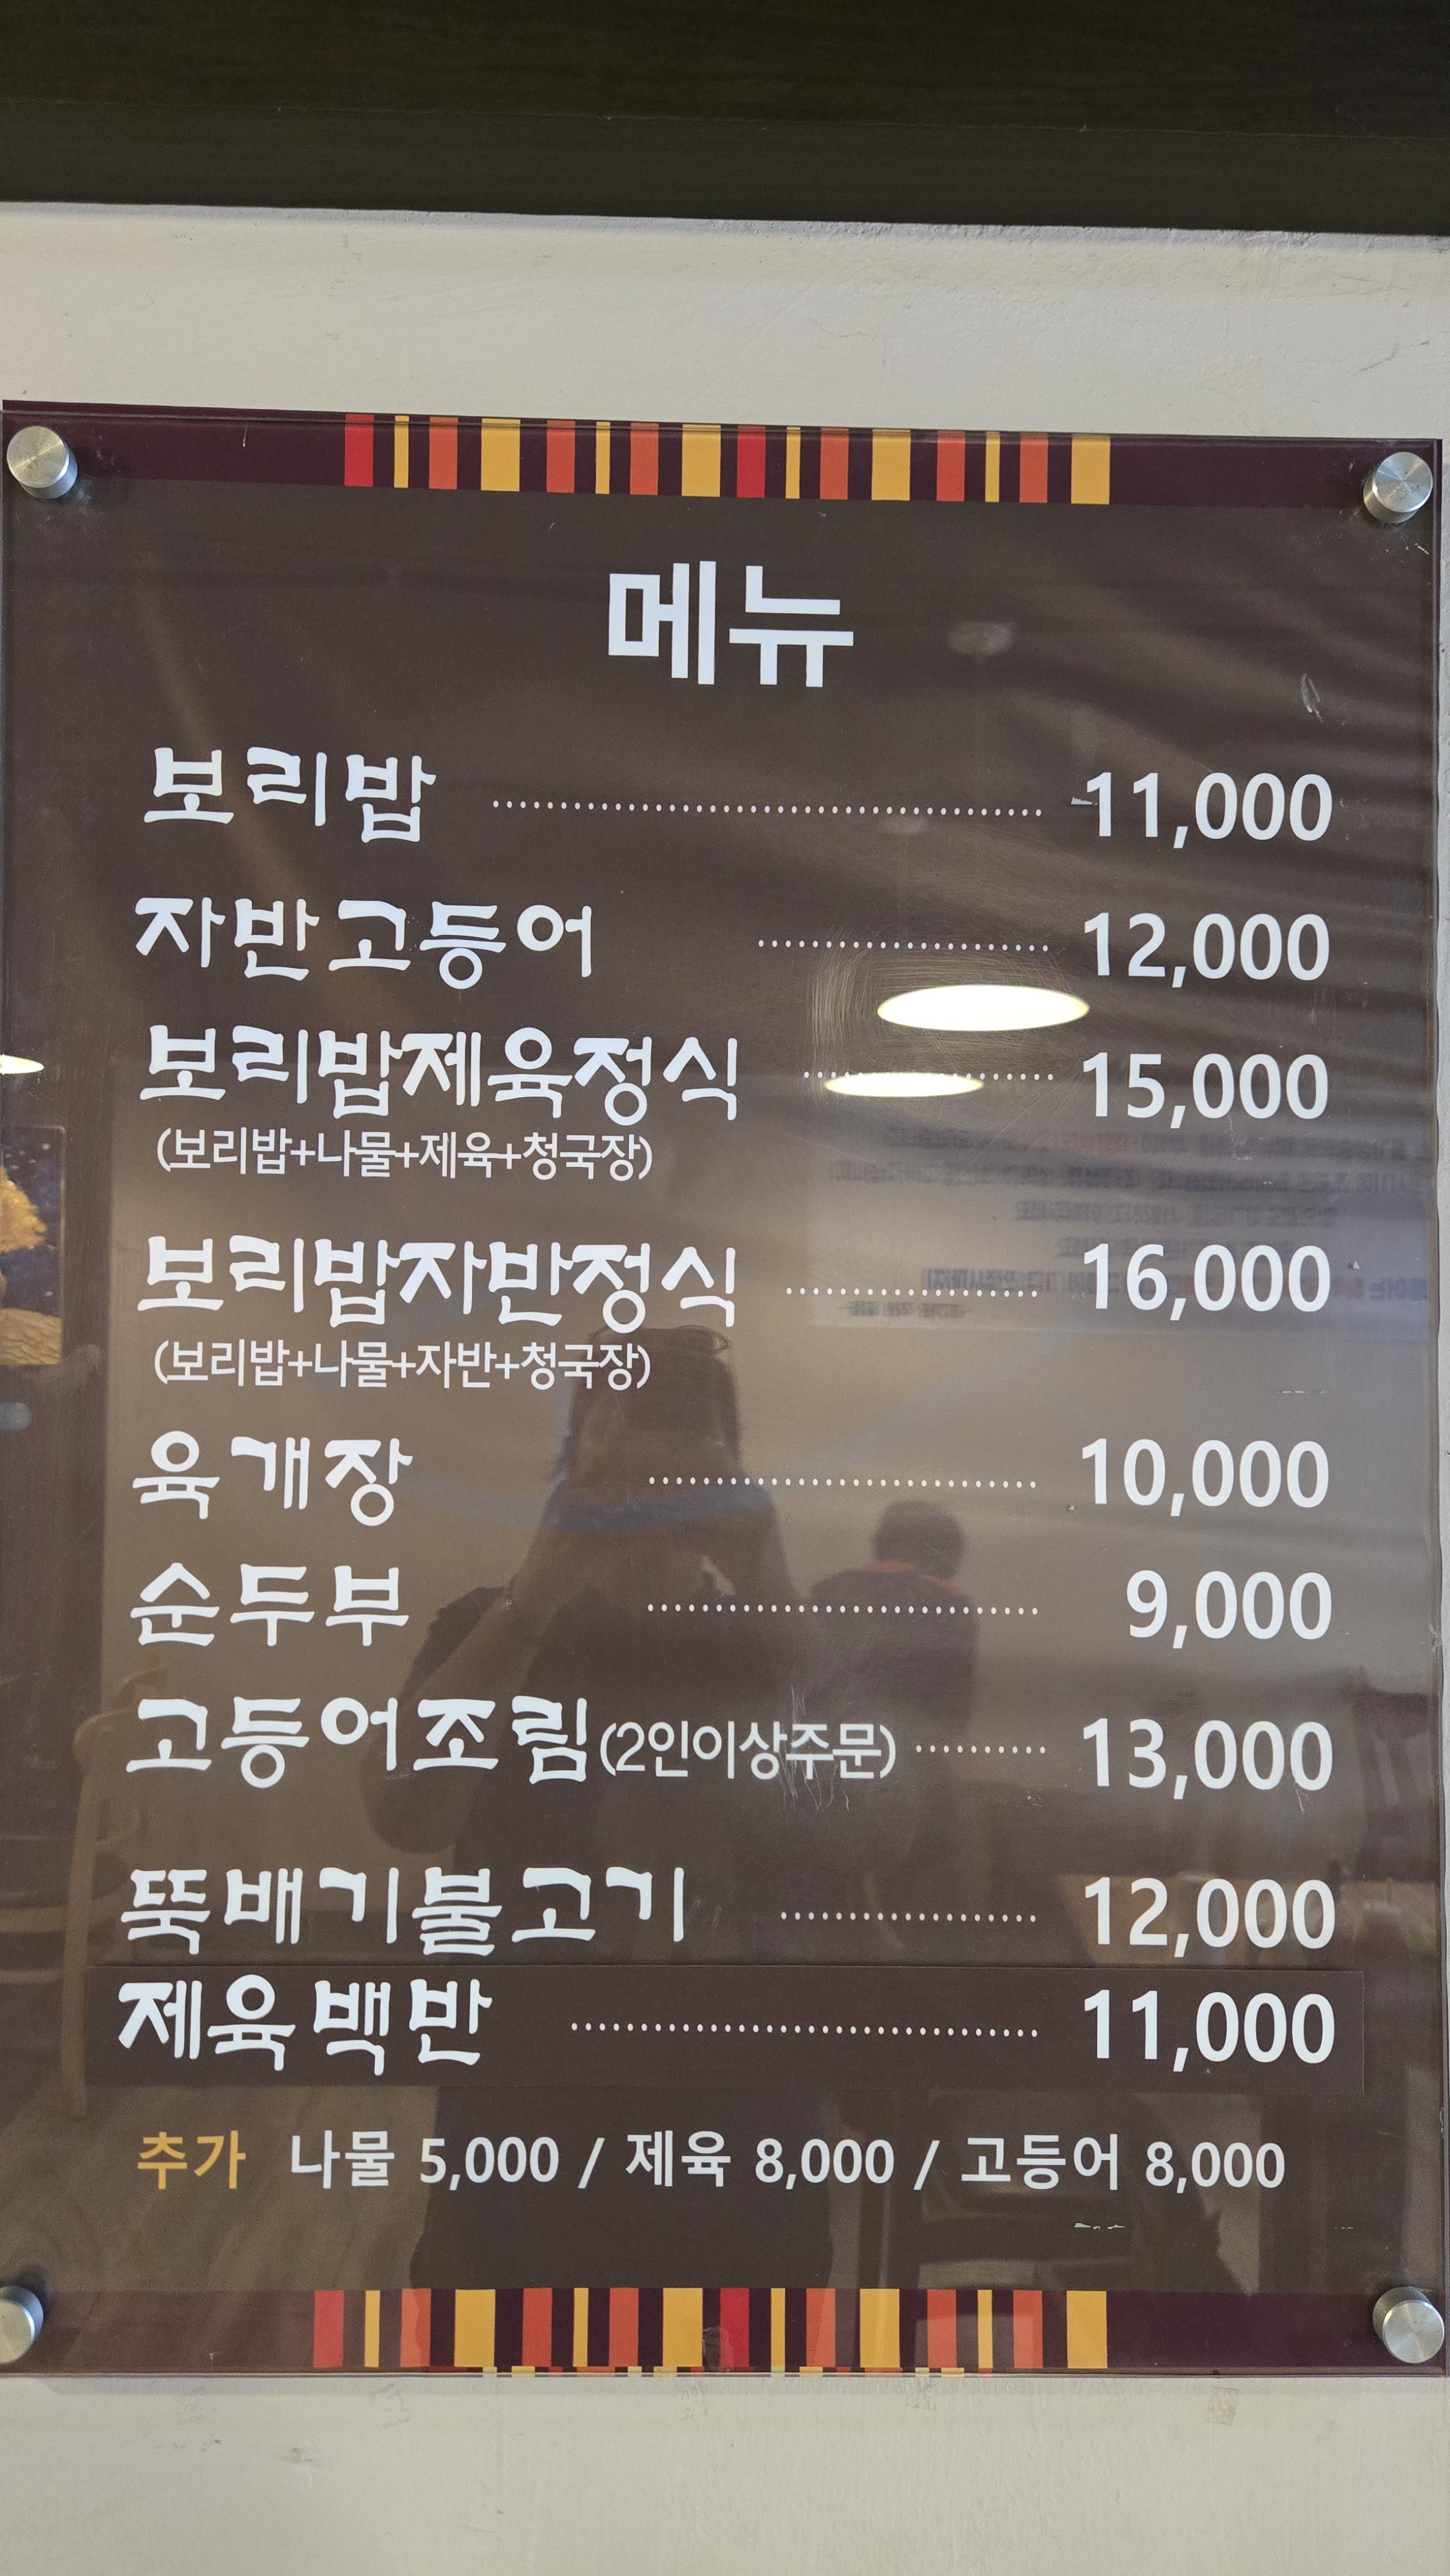 메뉴
보리밥 11,000
자반고등어 12,000
보리밥제육정식 15,000
(보리밥+나물+제육+청국장)
보리밥자반정식 16,000
(보리밥+나물+자반+청국장)
육개장 10,000
순두부 9,000
고등어조림(2인이상주문) 13,000
뚝배기불고기 12,000
제육백반 11,000
추가 나물 5,000 / 제육 8,000 / 고등어 8,000